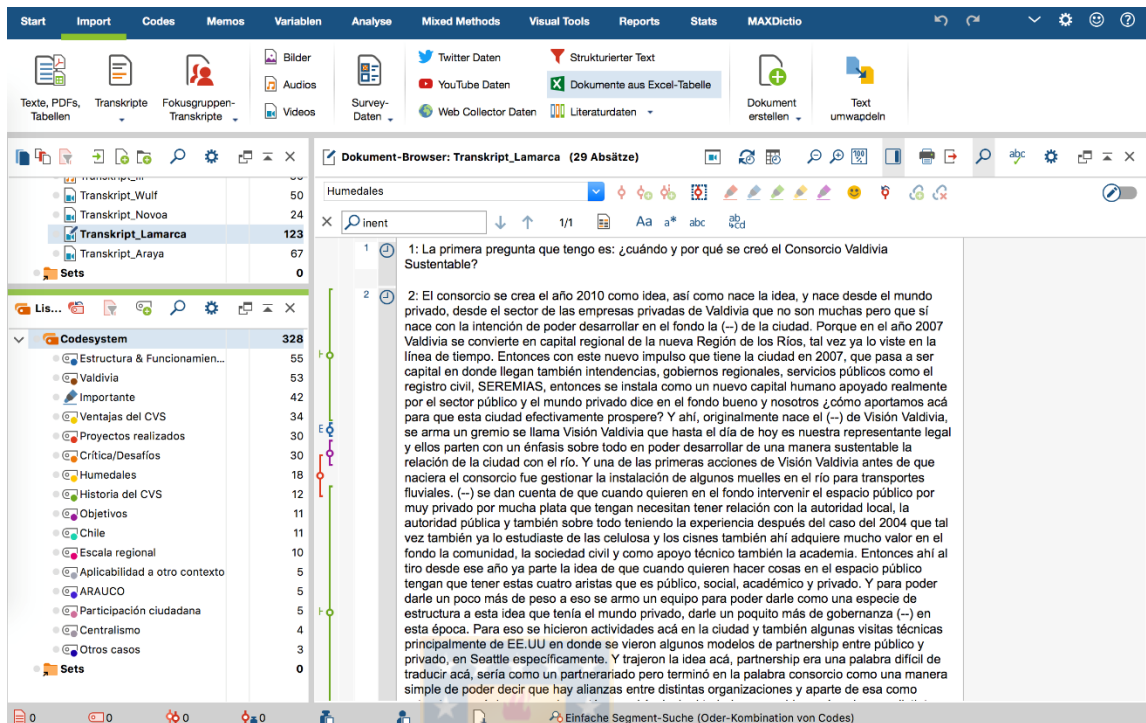 Start Import Codes Memos Variablen Analyse Mixed Methods Visual Tools Reports Stats MAXDictio
Texte, PDFs, Tabellen
Transkripte
Fokusgruppen-Transkripte
Bilder
Audios
Videos
Survey-Daten
Twitter Daten
YouTube Daten
Web Collector Daten
Strukturierter Text
Dokumente aus Excel-Tabelle
Literaturdaten
Dokument erstellen
Text umwandeln
Transkript_Wulf 50
Transkript_Novoa 24
Transkript_Lamarca 123
Transkript_Araya 67
Sets 0
Lis...
Codesystem 328
Estructura & Funcionamien... 55
Valdivia 53
Importante 42
Ventajas del CVS 34
Proyectos realizados 30
Crítica/Desafíos 30
Humedales 18
Historia del CVS 12
Objetivos 11
Chile 11
Escala regional 10
Aplicabilidad a otro contexto 5
ARAUCO 5
Participación ciudadana 5
Centralismo 4
Otros casos 3
Sets 0
Dokument-Browser: Transkript_Lamarca (29 Absätze)
Humedales
inent 1/1 Aa a* abc
1 1: La primera pregunta que tengo es: ¿cuándo y por qué se creó el Consorcio Valdivia
Sustentable?
2 2: El consorcio se crea el año 2010 como idea, así como nace la idea, y nace desde el mundo
privado, desde el sector de las empresas privadas de Valdivia que no son muchas pero que sí
nace con la intención de poder desarrollar en el fondo la (--) de la ciudad. Porque en el año 2007
Valdivia se convierte en capital regional de la nueva Región de los Ríos, tal vez ya lo viste en la
línea de tiempo. Entonces con este nuevo impulso que tiene la ciudad en 2007, que pasa a ser
capital en donde llegan también intendencias, gobiernos regionales, servicios públicos como el
registro civil, SEREMIAS, entonces se instala como un nuevo capital humano apoyado realmente
por el sector público y el mundo privado dice en el fondo bueno y nosotros ¿cómo aportamos acá
para que esta ciudad efectivamente prospere? Y ahí, originalmente nace el (--) de Visión Valdivia,
se arma un gremio se llama Visión Valdivia que hasta el día de hoy es nuestra representante legal
y ellos parten con un énfasis sobre todo en poder desarrollar de una manera sustentable la
relación de la ciudad con el río. Y una de las primeras acciones de Visión Valdivia antes de que
naciera el consorcio fue gestionar la instalación de algunos muelles en el río para transportes
fluviales. (--) se dan cuenta de que cuando quieren en el fondo intervenir el espacio público por
muy privado por mucha plata que tengan necesitan tener relación con la autoridad local, la
autoridad pública y también sobre todo teniendo la experiencia después del caso del 2004 que tal
vez también ya lo estudiaste de las celulosa y los cisnes también ahí adquiere mucho valor en el
fondo la comunidad, la sociedad civil y como apoyo técnico también la academia. Entonces ahí al
tiro desde ese año ya parte la idea de que cuando quieren hacer cosas en el espacio público
tengan que tener estas cuatro aristas que es público, social, académico y privado. Y para poder
darle un poco más de peso a eso se armo un equipo para poder darle como una especie de
estructura a esta idea que tenía el mundo privado, darle un poquito más de gobernanza (--) en
esta época. Para eso se hicieron actividades acá en la ciudad y también algunas visitas técnicas
principalmente de EE.UU en donde se vieron algunos modelos de partnership entre público y
privado, en Seattle específicamente. Y trajeron la idea acá, partnership era una palabra difícil de
traducir acá, sería como un partnerariado pero terminó en la palabra consorcio como una manera
simple de poder decir que hay alianzas entre distintas organizaciones y aparte de esa como
0 0 0 0 Einfache Segment-Suche (Oder-Kombination von Codes)